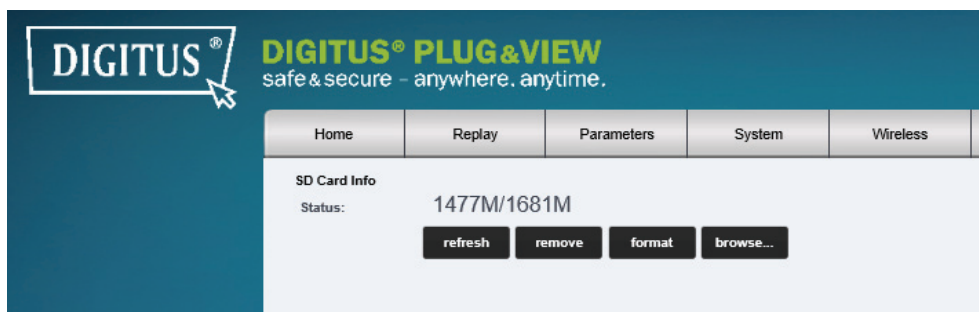 DIGITUS®
DIGITUS® PLUG&VIEW
safe & secure – anywhere. anytime.
Home Replay Parameters System Wireless
SD Card Info
Status: 1477M/1681M
refresh remove format browse...